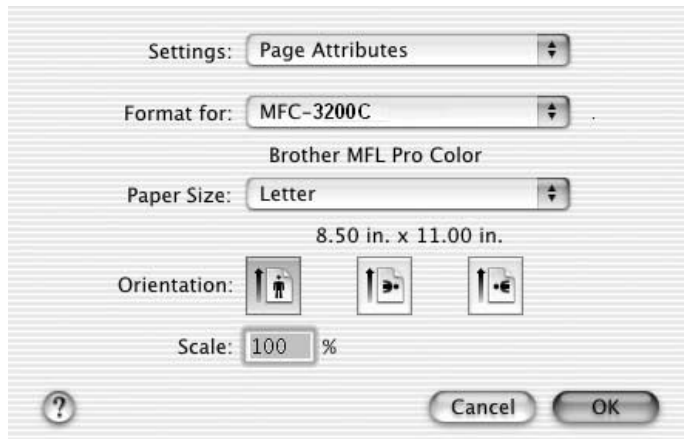 Settings: Page Attributes
Format for: MFC-3200C
Brother MFL Pro Color
Paper Size: Letter
8.50 in. x 11.00 in.
Orientation:
Scale: 100 %
? Cancel OK